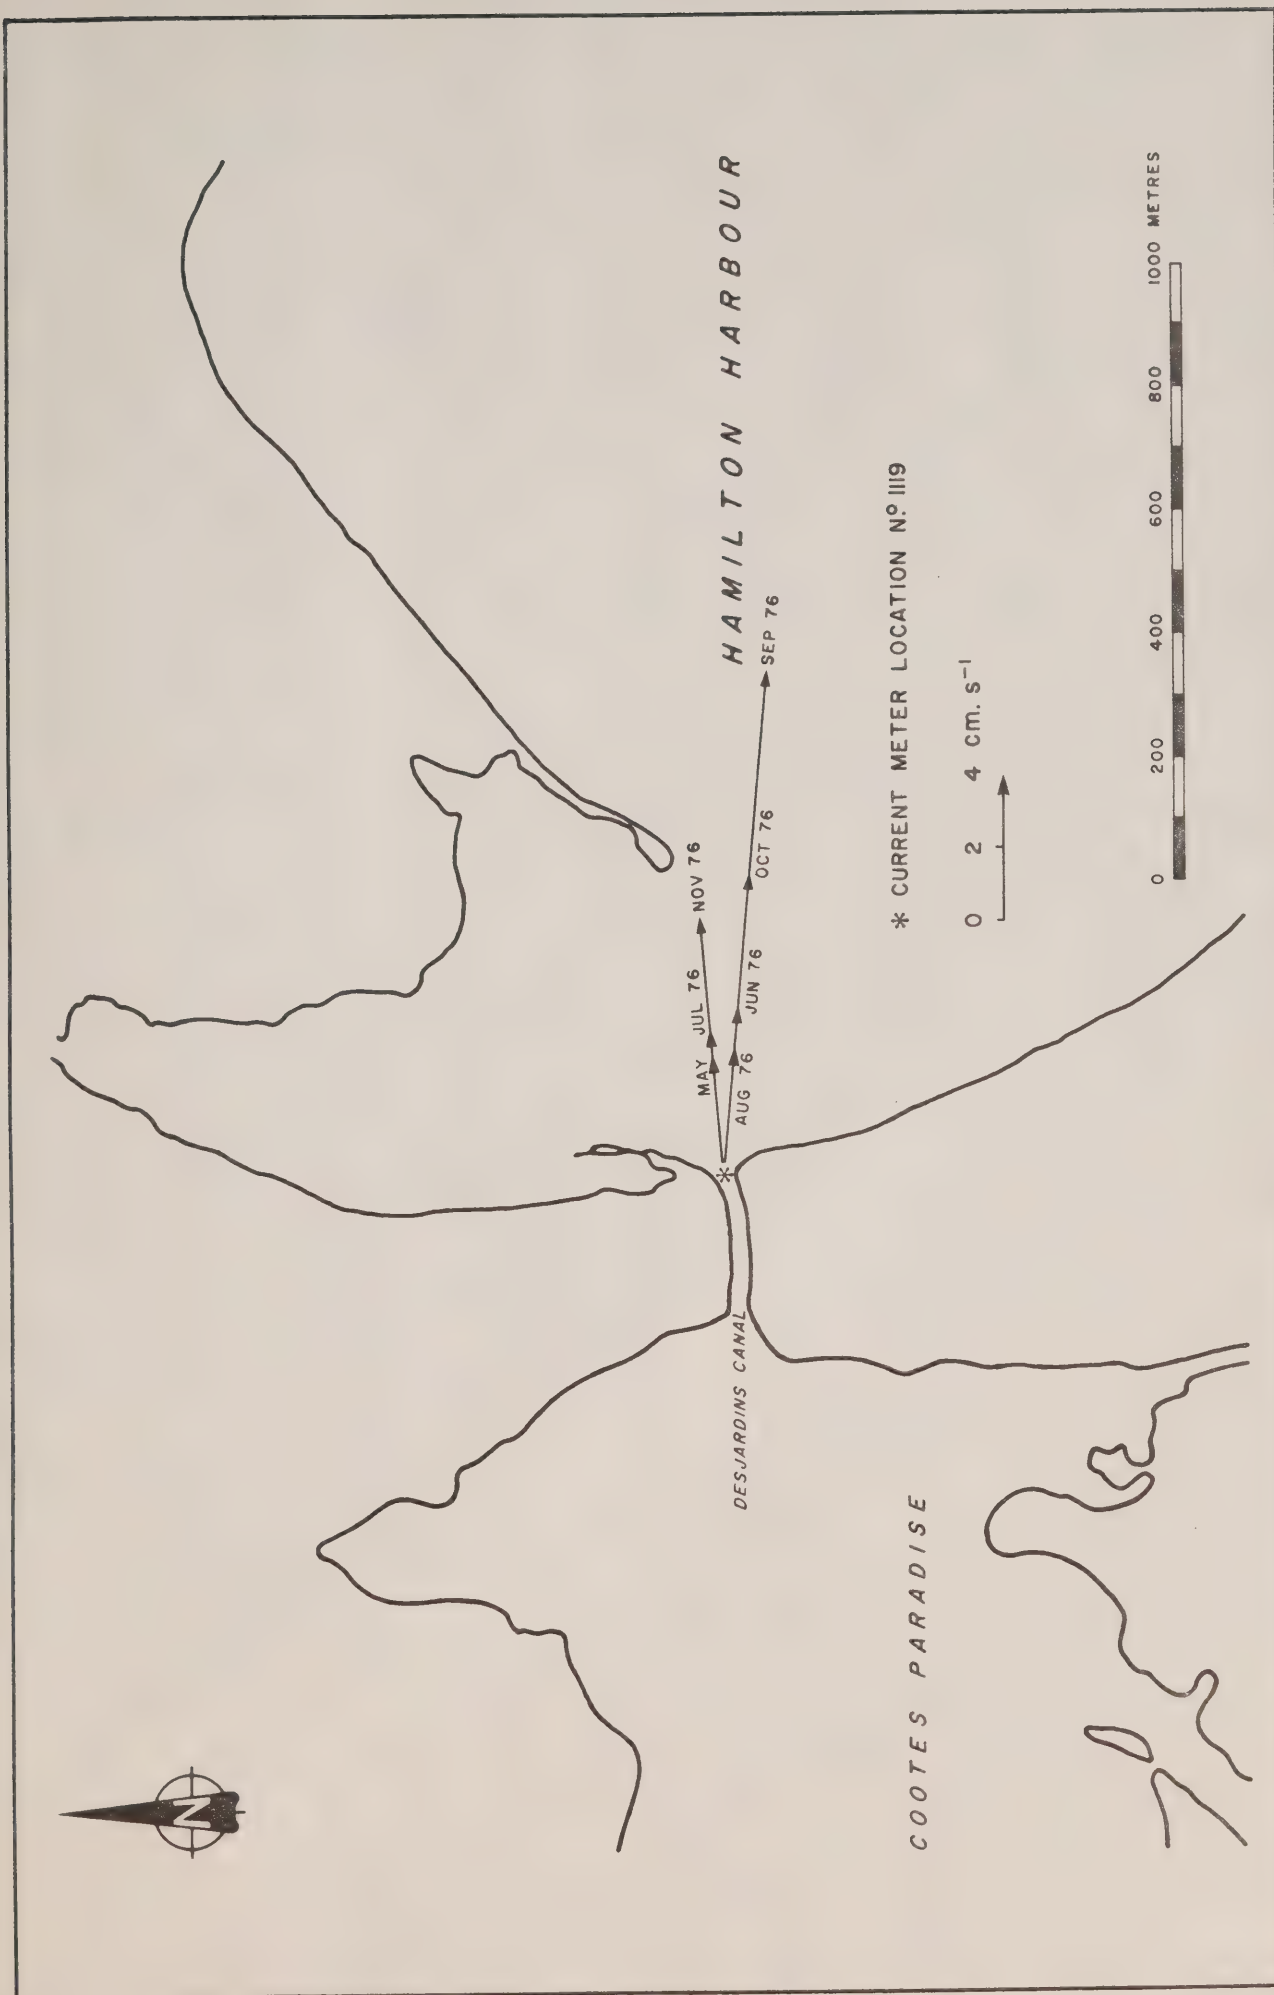 N
HAMILTON HARBOUR
MAY
JUL 76
NOV 76
AUG 76
JUN 76
OCT 76
SEP 76
DESJARDINS CANAL
COOTES PARADISE
* CURRENT METER LOCATION Nº 1119
0 2 4 cm. s⁻¹
0 200 400 600 800 1000 METRES